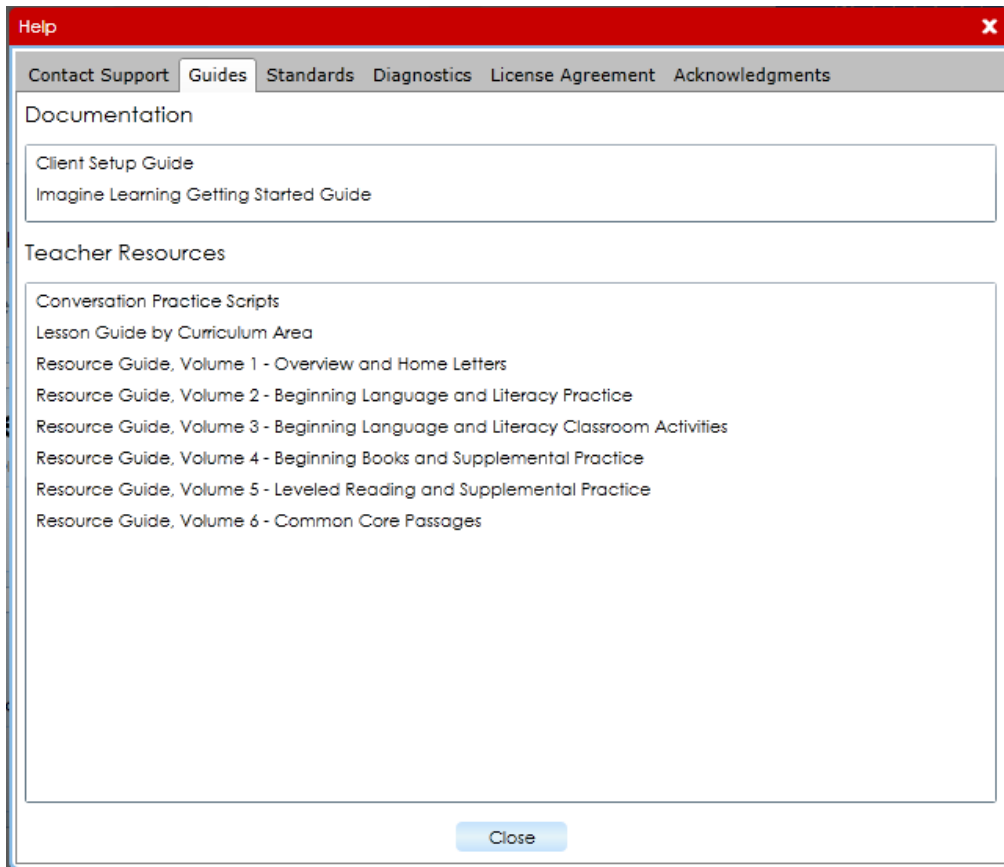 Help
Contact Support Guides Standards Diagnostics License Agreement Acknowledgments
Documentation
Client Setup Guide
Imagine Learning Getting Started Guide
Teacher Resources
Conversation Practice Scripts
Lesson Guide by Curriculum Area
Resource Guide, Volume 1 - Overview and Home Letters
Resource Guide, Volume 2 - Beginning Language and Literacy Practice
Resource Guide, Volume 3 - Beginning Language and Literacy Classroom Activities
Resource Guide, Volume 4 - Beginning Books and Supplemental Practice
Resource Guide, Volume 5 - Leveled Reading and Supplemental Practice
Resource Guide, Volume 6 - Common Core Passages
Close